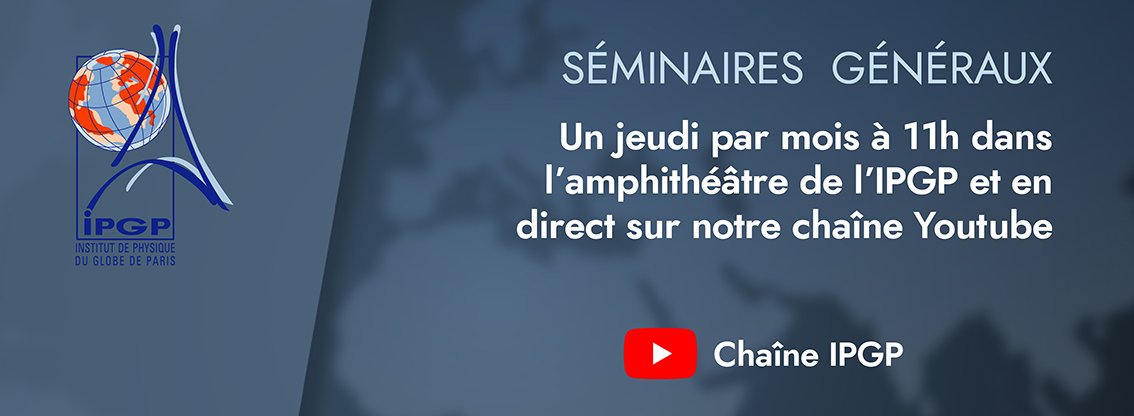 iPGP
INSTITUT DE PHYSIQUE
DU GLOBE DE PARIS
SÉMINAIRES GÉNÉRAUX
Un jeudi par mois à 11h dans
l’amphithéâtre de l’IPGP et en
direct sur notre chaîne Youtube
Chaîne IPGP